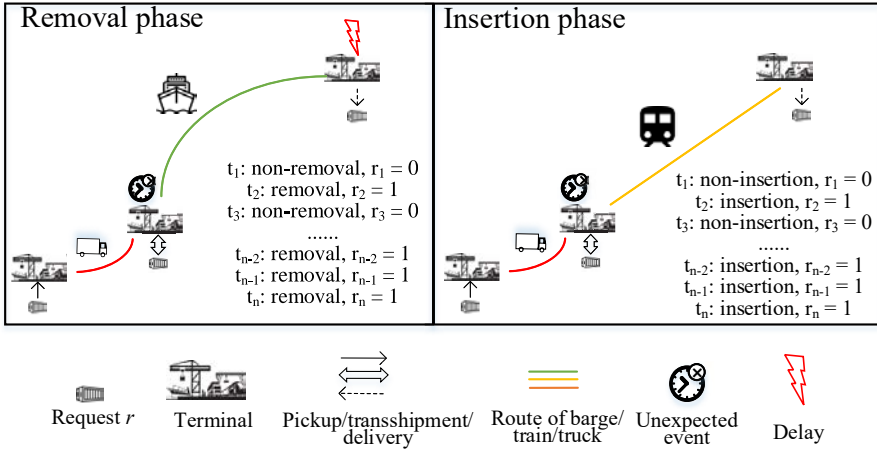 Removal phase
t1: non-removal, r1 = 0
t2: removal, r2 = 1
t3: non-removal, r3 = 0
......
tn-2: removal, rn-2 = 1
tn-1: removal, rn-1 = 1
tn: removal, rn = 1
Insertion phase
t1: non-insertion, r1 = 0
t2: insertion, r2 = 1
t3: non-insertion, r3 = 0
......
tn-2: insertion, rn-2 = 1
tn-1: insertion, rn-1 = 1
tn: insertion, rn = 1
Request r
Terminal
Pickup/transshipment/
delivery
Route of barge/
train/truck
Unexpected
event
Delay